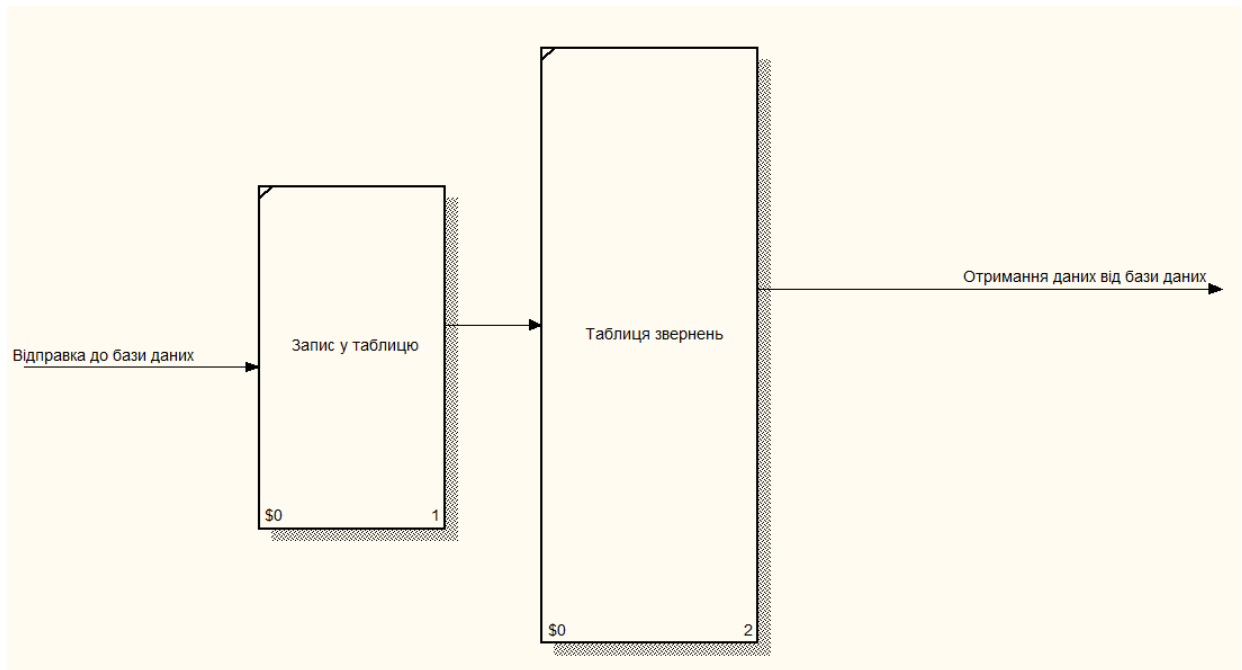 Відправка до бази даних
Запис у таблицю
$0
1
Таблиця звернень
$0
2
Отримання даних від бази даних